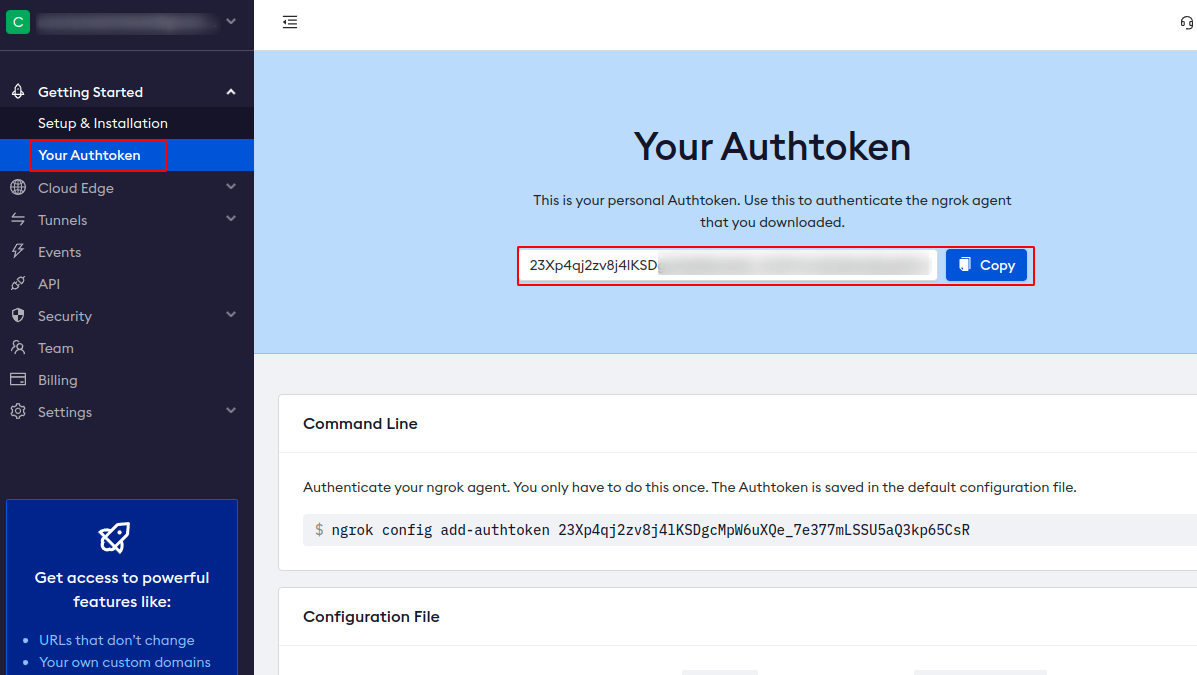 C
Getting Started
Setup & Installation
Your Authtoken
Cloud Edge
Tunnels
Events
API
Security
Team
Billing
Settings
Get access to powerful
features like:
URLs that don't change
Your own custom domains
Your Authtoken
This is your personal Authtoken. Use this to authenticate the ngrok agent
that you downloaded.
23Xp4qj2zv8j4lKSD
Copy
Command Line
Authenticate your ngrok agent. You only have to do this once. The Authtoken is saved in the default configuration file.
$ ngrok config add-authtoken 23Xp4qj2zv8j4lKSDgcMpW6uXQe_7e377mLSSU5aQ3kp65CsR
Configuration File